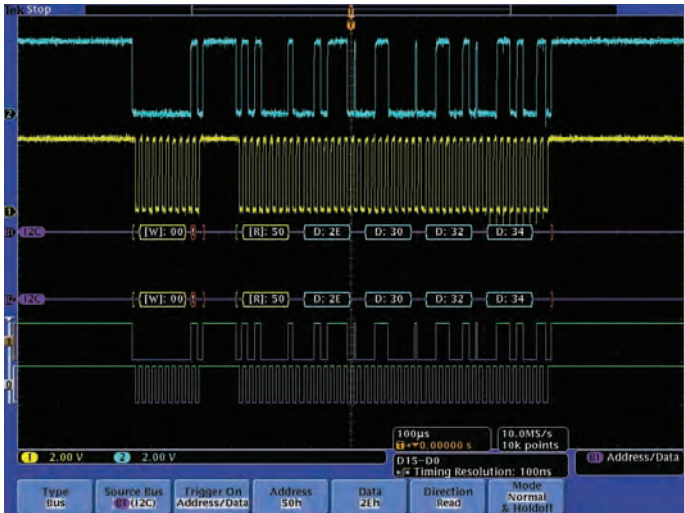 Tek Stop
2
1
B1 I2C [W]: 00 ! [R]: 50 D: 2E D: 30 D: 32 D: 34
B2 I2C [W]: 00 ! [R]: 50 D: 2E D: 30 D: 32 D: 34
1
0
100µs 10.0MS/s
T→▼0.00000 s 10k points
1 2.00 V 2 2.00 V D15-D0 B1 Address/Data
Timing Resolution: 100ns
Type Source Bus Trigger On Address Data Direction Mode
Bus B1 (I2C) Address/Data 50h 2Eh Read Normal
& Holdoff